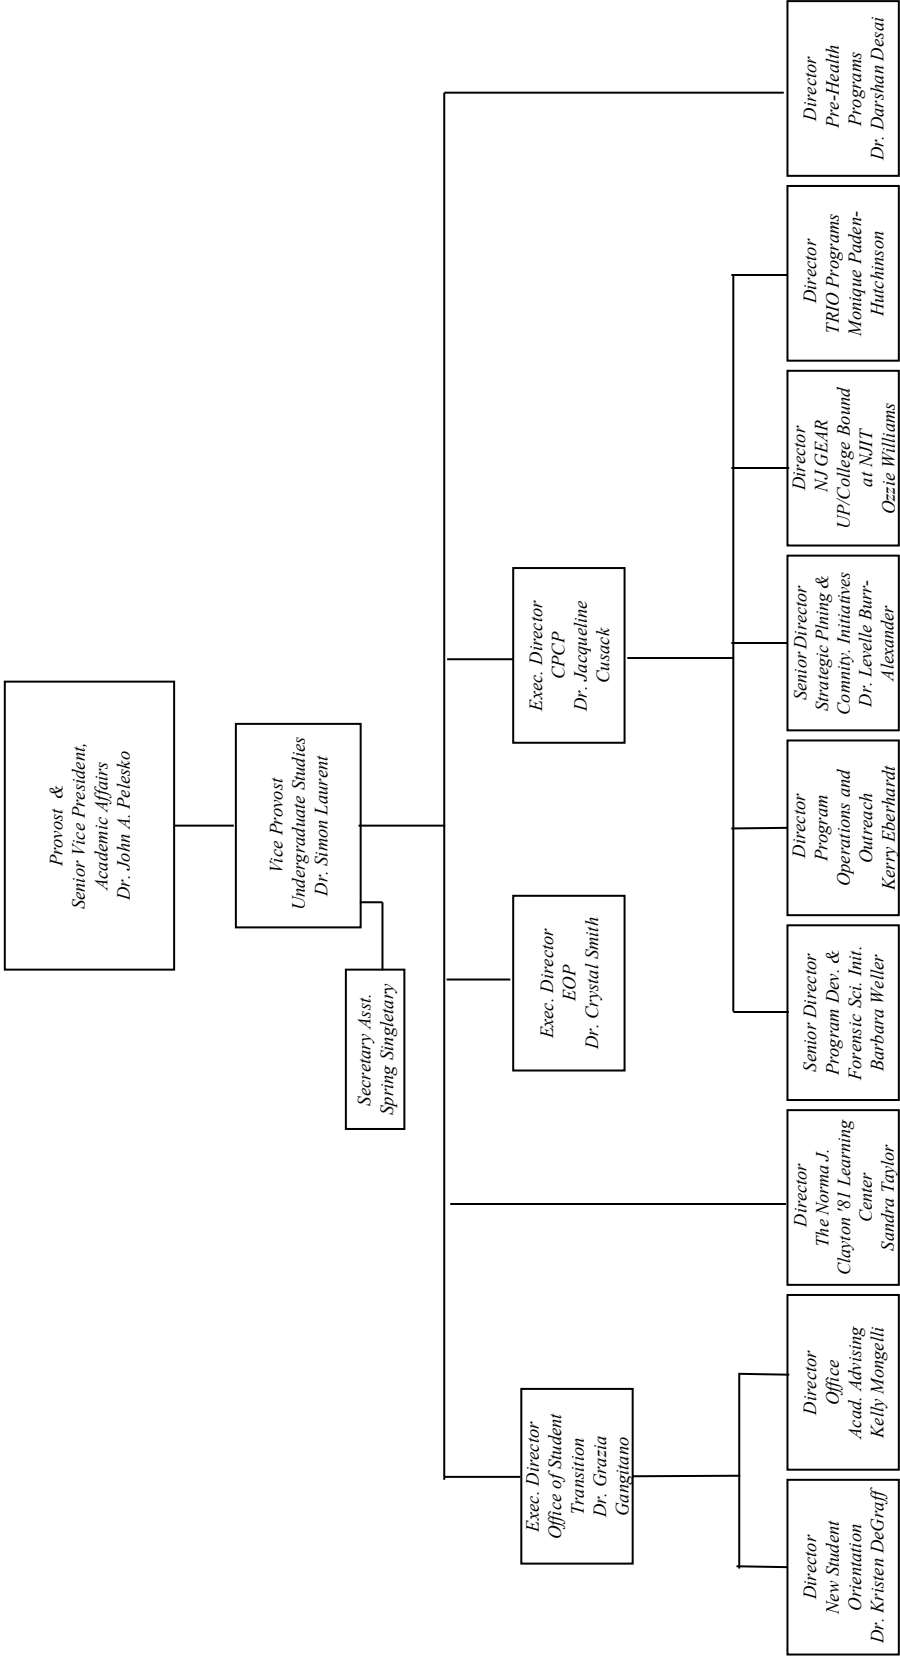 Provost &
Senior Vice President,
Academic Affairs
Dr. John A. Pelesko
Vice Provost
Undergraduate Studies
Dr. Simon Laurent
Secretary Asst.
Spring Singletary
Exec. Director
Office of Student
Transition
Dr. Grazia
Gangitano
Exec. Director
EOP
Dr. Crystal Smith
Exec. Director
CPCP
Dr. Jacqueline
Cusack
Director
New Student
Orientation
Dr. Kristen DeGraff
Director
Office
Acad. Advising
Kelly Mongelli
Director
The Norma J.
Clayton '81 Learning
Center
Sandra Taylor
Senior Director
Program Dev. &
Forensic Sci. Init.
Barbara Weller
Director
Program
Operations and
Outreach
Kerry Eberhardt
Senior Director
Strategic Plning &
Comnity. Initiatives
Dr. Levelle Burr-
Alexander
Director
NJ GEAR
UP/College Bound
at NJIT
Ozzie Williams
Director
TRIO Programs
Monique Paden-
Hutchinson
Director
Pre-Health
Programs
Dr. Darshan Desai